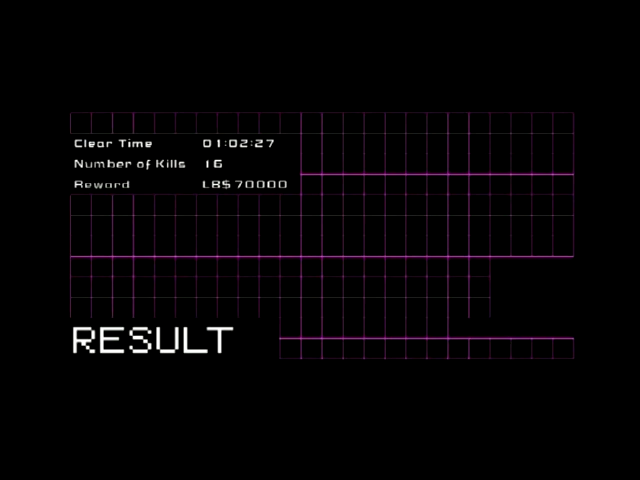 Clear Time 01:02:27
Number of Kills 16
Reward LB$70000
RESULT